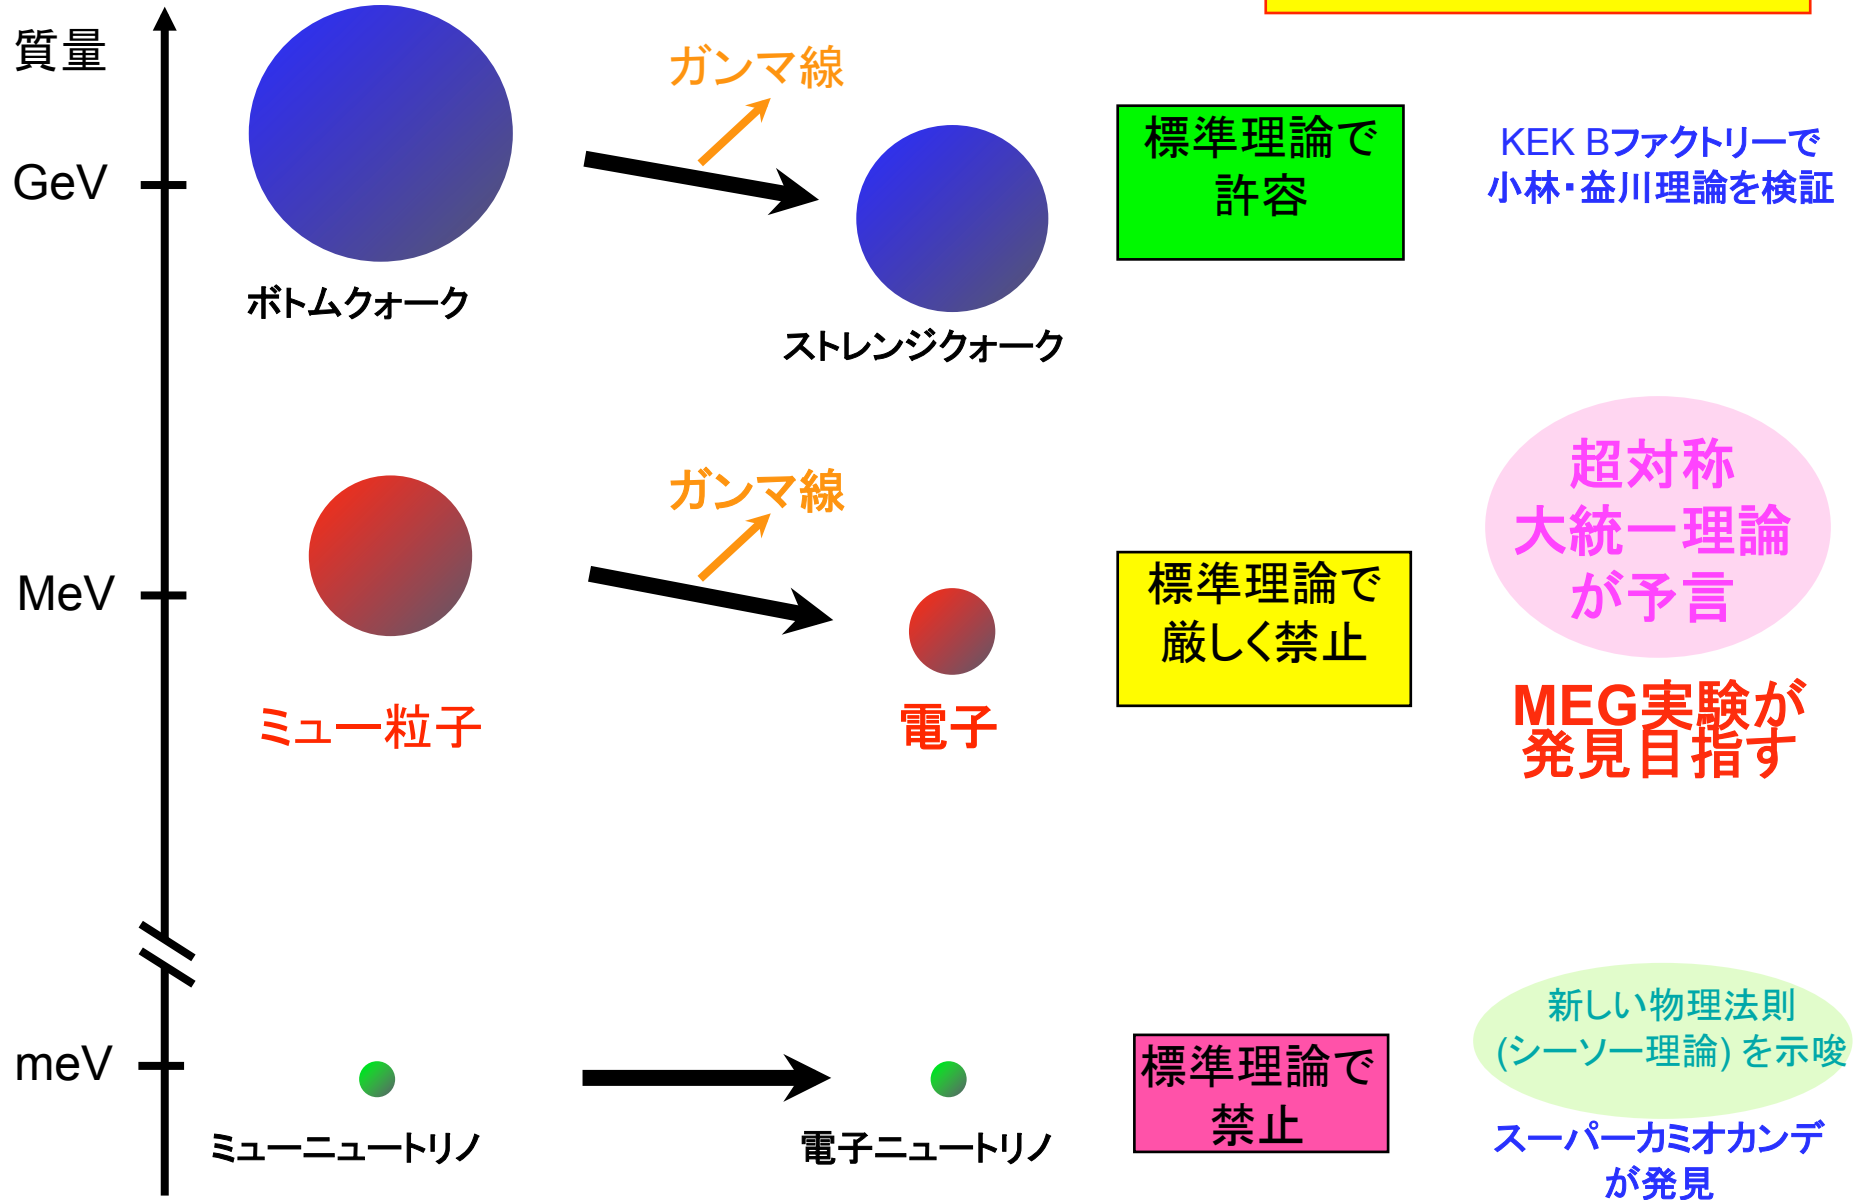 質量
ガンマ線
標準理論で
許容
KEK Bファクトリーで
小林・益川理論を検証
GeV
ボトムクォーク
ストレンジクォーク
超対称
大統一理論
が予言
ガンマ線
MeV
標準理論で
厳しく禁止
ミュー粒子
電子
MEG実験が
発見目指す
新しい物理法則
(シーソー理論) を示唆
meV
標準理論で
禁止
ミューニュートリノ
電子ニュートリノ
スーパーカミオカンデ
が発見